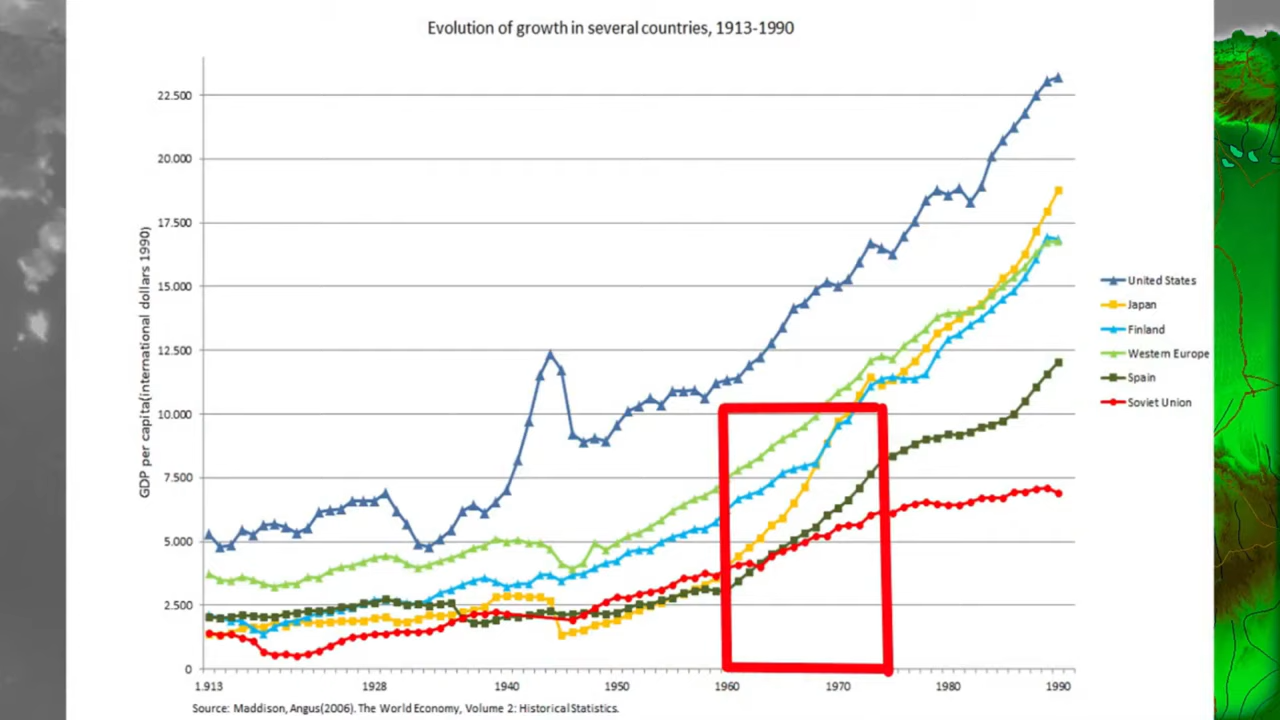 Evolution of growth in several countries, 1913-1990
GDP per capita(international dollars 1990)
22.500
20.000
17.500
15.000
12.500
10.000
7.500
5.000
2.500
0
1.913 1928 1940 1950 1960 1970 1980 1990
United States
Japan
Finland
Western Europe
Spain
Soviet Union
Source: Maddison, Angus(2006). The World Economy, Volume 2: Historical Statistics.